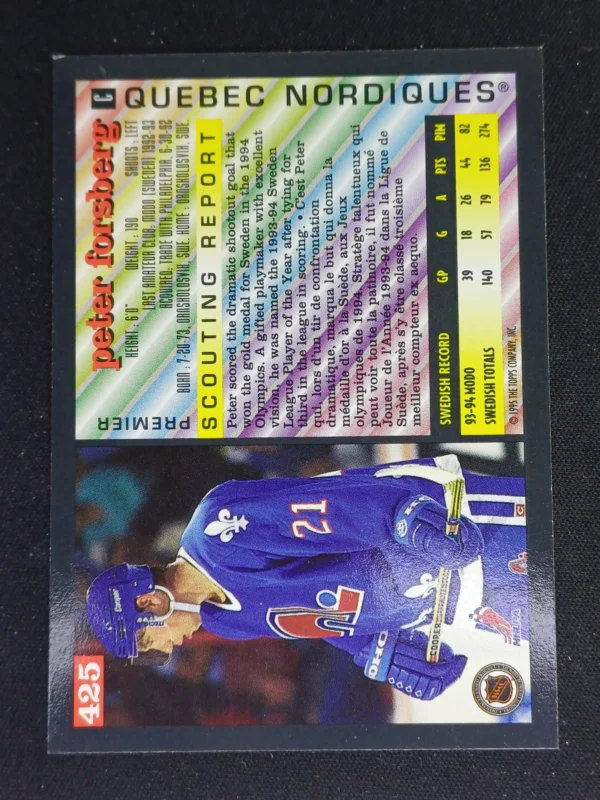 425
PREMIER
peter forsberg
C
HEIGHT: 6'0" WEIGHT: 190 SHOOTS: LEFT
LAST AMATEUR CLUB: MODO (SWEDEN) 1992-93
ACQUIRED: TRADE WITH PHILADELPHIA, 6-30-92
BORN: 7-20-73, ORNSKOLDSVIK, SWE HOME: ORNSKOLDSVIK, SWE.
QUEBEC NORDIQUES®
SCOUTING REPORT
Peter scored the dramatic shootout goal that
won the gold medal for Sweden in the 1994
Olympics. A gifted playmaker with excellent
vision, he was named the 1993-94 Sweden
League Player of the Year after tying for
third in the league in scoring. • C'est Peter
qui, lors d'un tir de confrontation
dramatique, marqua le but qui donna la
médaille d'or à la Suède, aux Jeux
olympiques de 1994. Stratège talentueux qui
peut voir toute la patinoire, il fut nommé
Joueur de l'Année 1993-94 dans la Ligue de
Suède, après s'y être classé troisième
meilleur compteur ex aequo.
SWEDISH RECORD GP G A PTS PIM
93-94 MODO 39 18 26 44 82
SWEDISH TOTALS 140 57 79 136 274
© 1995 THE TOPPS COMPANY, INC.
Cooper
21
COOPER
NHLPA
NHL